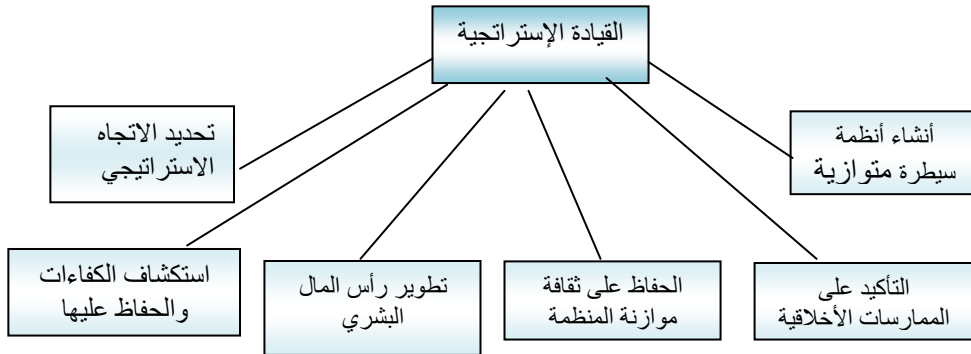 القيادة الإستراتجية
أنشاء أنظمة
سيطرة متوازية
تحديد الاتجاه
الاستراتيجي
التأكيد على
الممارسات الأخلاقية
الحفاظ على ثقافة
موازنة المنظمة
تطوير رأس المال
البشري
استكشاف الكفاءات
والحفاظ عليها